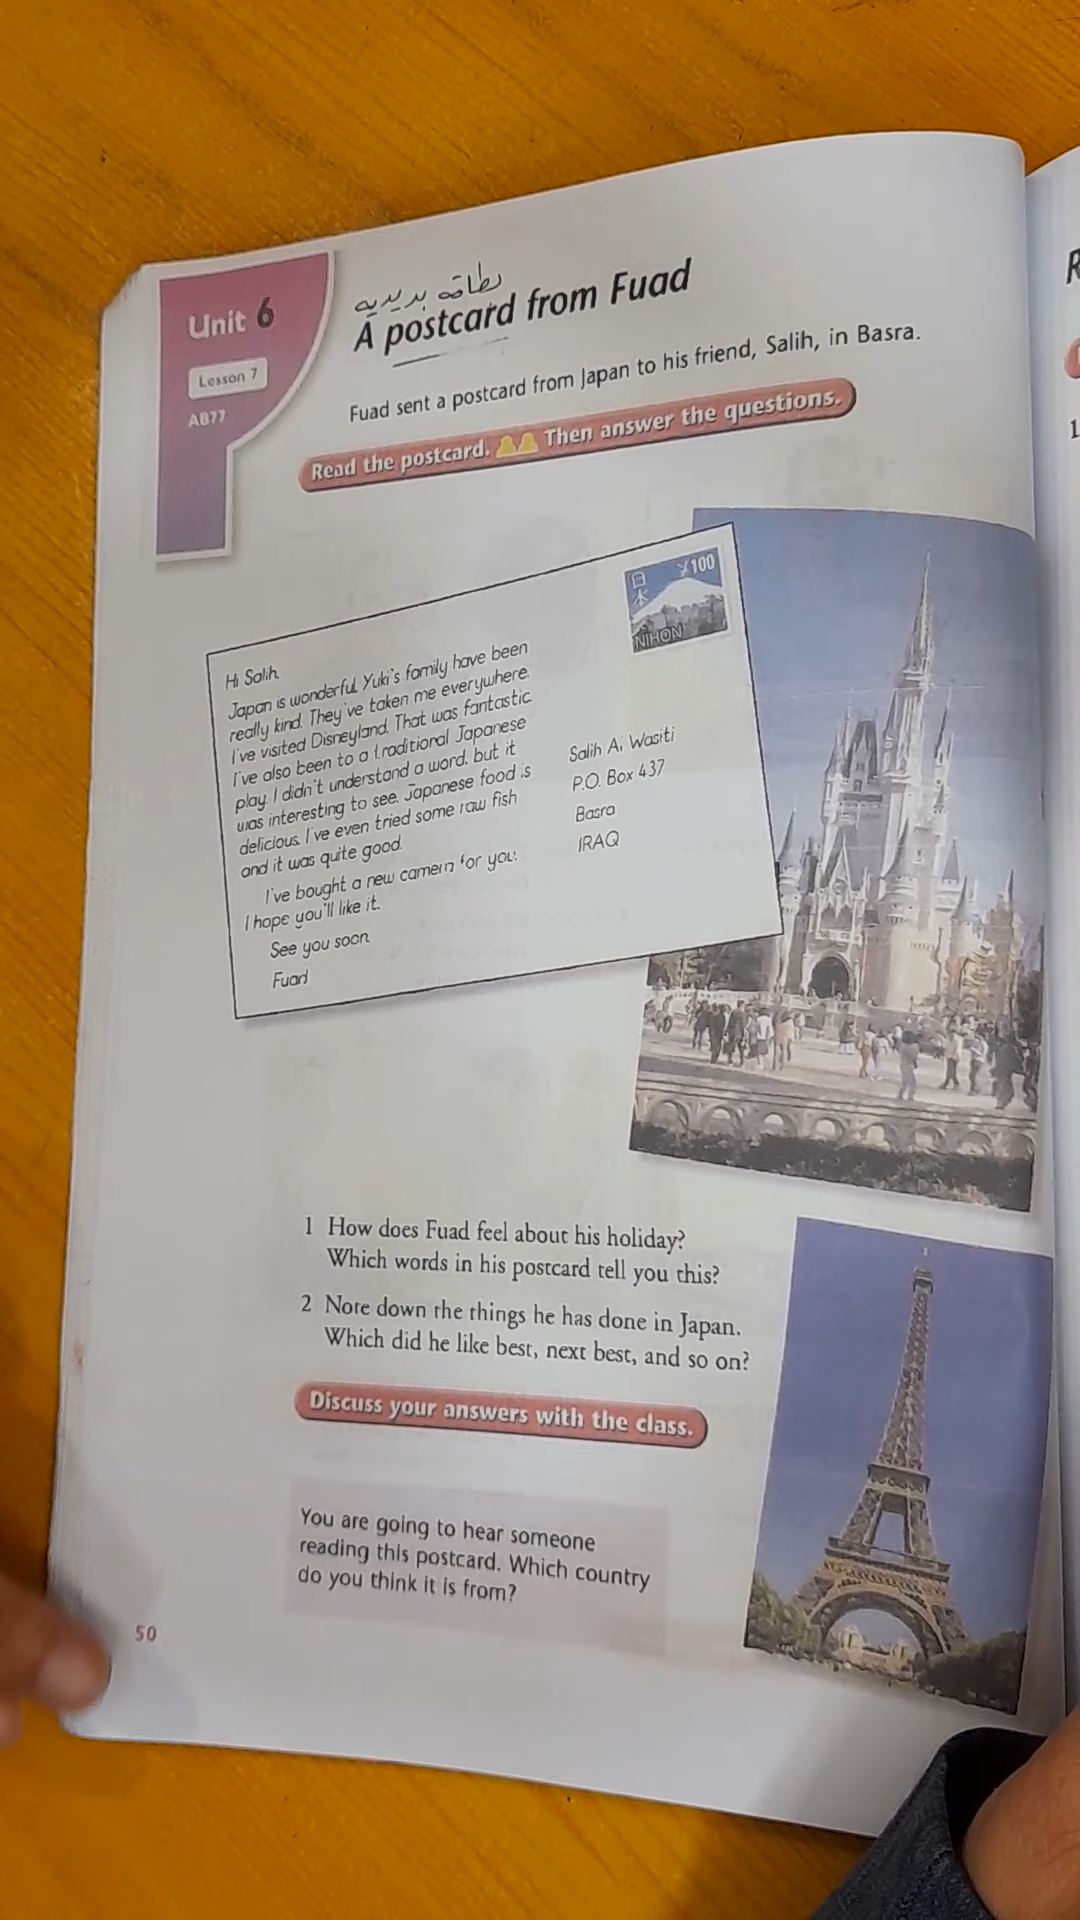 Unit 6
Lesson 7
AB77
بطاقة بريدية
A postcard from Fuad
Fuad sent a postcard from Japan to his friend, Salih, in Basra.
Read the postcard. Then answer the questions.
日本
¥100
NIHON
Hi Salih,
Japan is wonderful. Yuki's family have been
really kind. They've taken me everywhere.
I've visited Disneyland. That was fantastic.
I've also been to a traditional Japanese
play. I didn't understand a word, but it
was interesting to see. Japanese food is
delicious. I've even tried some raw fish
and it was quite good.
I've bought a new camera for you.
I hope you'll like it.
See you soon
Fuad
Salih Al Wasiti
P.O. Box 437
Basra
IRAQ
1 How does Fuad feel about his holiday?
Which words in his postcard tell you this?
2 Note down the things he has done in Japan.
Which did he like best, next best, and so on?
Discuss your answers with the class.
You are going to hear someone
reading this postcard. Which country
do you think it is from?
50
R
1